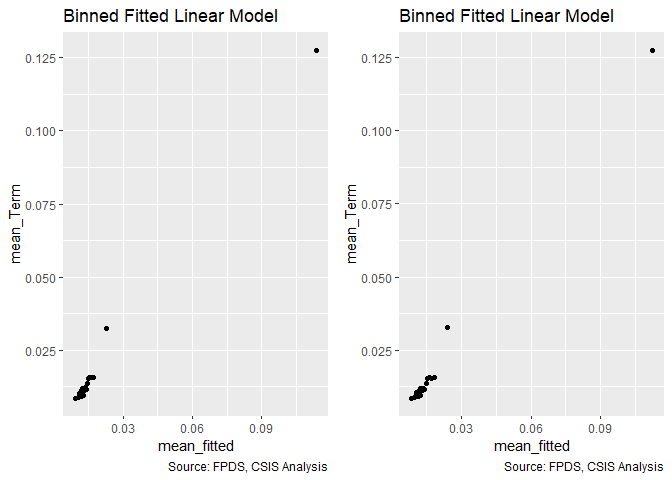 Binned Fitted Linear Model
mean_Term
0.125
0.100
0.075
0.050
0.025
0.03 0.06 0.09
mean_fitted
Source: FPDS, CSIS Analysis
Binned Fitted Linear Model
mean_Term
0.125
0.100
0.075
0.050
0.025
0.03 0.06 0.09
mean_fitted
Source: FPDS, CSIS Analysis